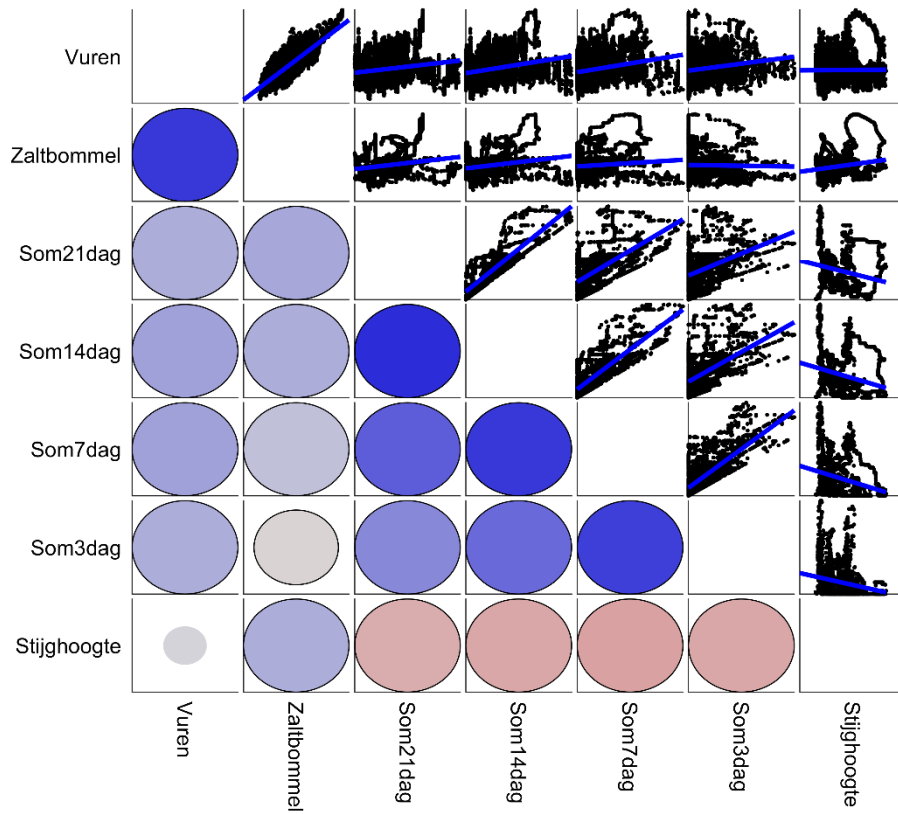 Vuren
Zaltbommel
Som21dag
Som14dag
Som7dag
Som3dag
Stijghoogte
Vuren
Zaltbommel
Som21dag
Som14dag
Som7dag
Som3dag
Stijghoogte